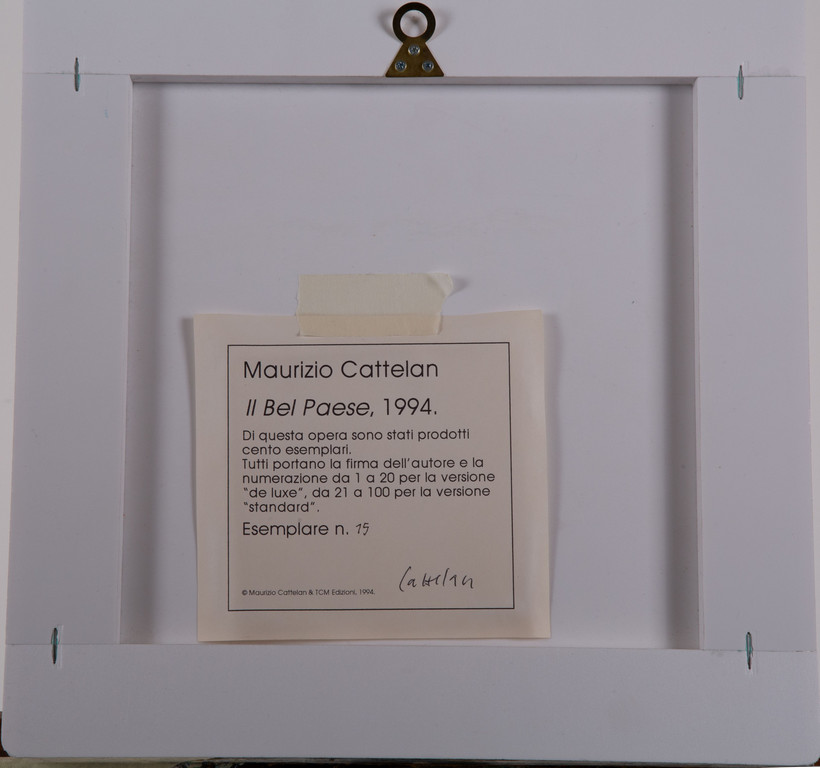 Maurizio Cattelan
Il Bel Paese, 1994.
Di questa opera sono stati prodotti
cento esemplari.
Tutti portano la firma dell'autore e la
numerazione da 1 a 20 per la versione
"de luxe", da 21 a 100 per la versione
"standard".
Esemplare n. 15
Cattelan
© Maurizio Cattelan & TCM Edizioni, 1994.